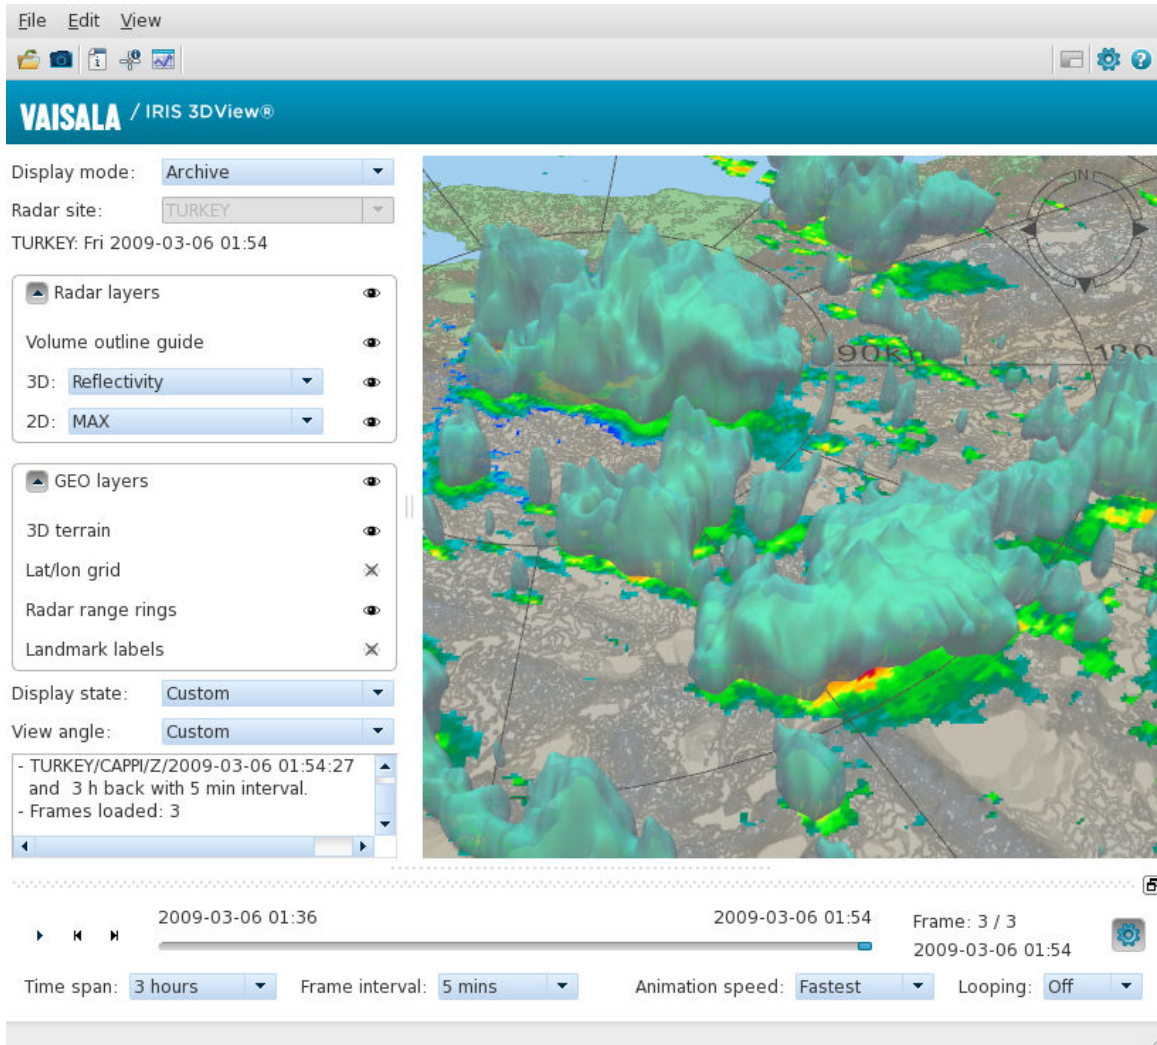 File Edit View
VAISALA / IRIS 3DView®
Display mode: Archive
Radar site: TURKEY
TURKEY: Fri 2009-03-06 01:54
Radar layers
Volume outline guide
3D: Reflectivity
2D: MAX
GEO layers
3D terrain
Lat/lon grid
Radar range rings
Landmark labels
Display state: Custom
View angle: Custom
- TURKEY/CAPPI/Z/2009-03-06 01:54:27
and 3 h back with 5 min interval.
- Frames loaded: 3
N
90km
180
2009-03-06 01:36
2009-03-06 01:54
Frame: 3 / 3
2009-03-06 01:54
Time span: 3 hours Frame interval: 5 mins Animation speed: Fastest Looping: Off